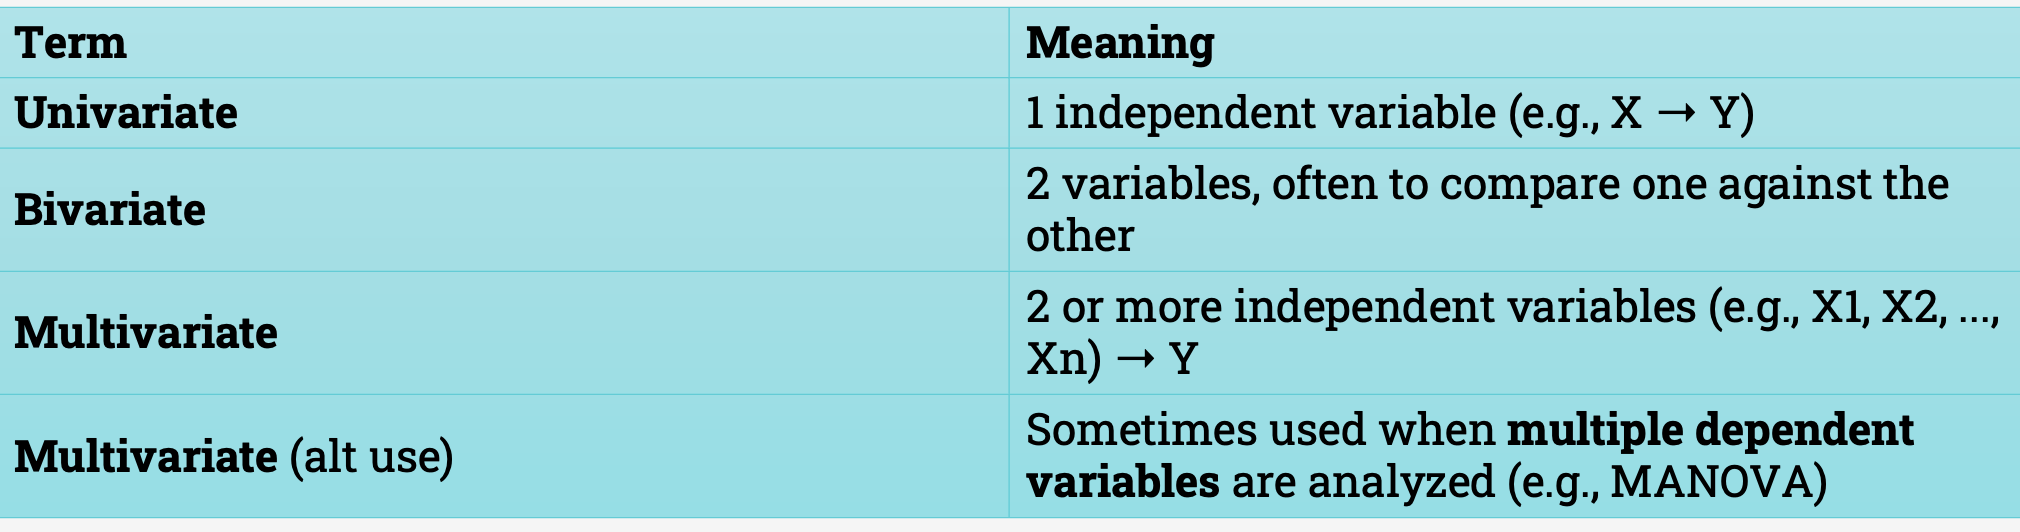 Term
Meaning
Univariate
1 independent variable (e.g., X → Y)
Bivariate
2 variables, often to compare one against the
other
Multivariate
2 or more independent variables (e.g., X1, X2, ...,
Xn) → Y
Multivariate (alt use)
Sometimes used when multiple dependent
variables are analyzed (e.g., MANOVA)